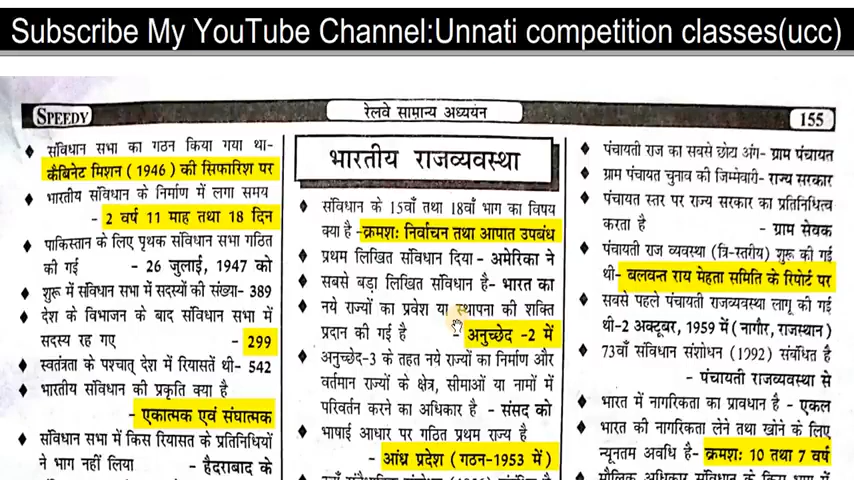 Subscribe My YouTube Channel:Unnati competition classes(ucc)
SPEEDY
रेलवे सामान्य अध्ययन
155
संविधान सभा का गठन किया गया था-
कैबिनेट मिशन (1946) की सिफारिश पर
भारतीय संविधान के निर्माण में लगा समय
- 2 वर्ष 11 माह तथा 18 दिन
पाकिस्तान के लिए पृथक संविधान सभा गठित
की गई - 26 जुलाई, 1947 को
शुरू में संविधान सभा में सदस्यों की संख्या- 389
देश के विभाजन के बाद संविधान सभा में
सदस्य रह गए - 299
स्वतंत्रता के पश्चात् देश में रियासतें थी- 542
भारतीय संविधान की प्रकृति क्या है
- एकात्मक एवं संघात्मक
संविधान सभा में किस रियासत के प्रतिनिधियों
ने भाग नहीं लिया - हैदराबाद के
भारतीय राजव्यवस्था
संविधान के 15वाँ तथा 18वाँ भाग का विषय
क्या है -क्रमशः निर्वाचन तथा आपात उपबंध
प्रथम लिखित संविधान दिया - अमेरिका ने
सबसे बड़ा लिखित संविधान है- भारत का
नये राज्यों का प्रवेश या स्थापना की शक्ति
प्रदान की गई है - अनुच्छेद -2 में
अनुच्छेद-3 के तहत नये राज्यों का निर्माण और
वर्तमान राज्यों के क्षेत्र, सीमाओं या नामों में
परिवर्तन करने का अधिकार है - संसद को
भाषाई आधार पर गठित प्रथम राज्य है
- आंध्र प्रदेश (गठन-1953 में)
पंचायती राज का सबसे छोटा अंग- ग्राम पंचायत
ग्राम पंचायत चुनाव की जिम्मेवारी- राज्य सरकार
पंचायत स्तर पर राज्य सरकार का प्रतिनिधित्व
करता है - ग्राम सेवक
पंचायती राज व्यवस्था (त्रि-स्तरीय) शुरू की गई
थी- बलवन्त राय मेहता समिति के रिपोर्ट पर
सबसे पहले पंचायती राजव्यवस्था लागू की गई
थी-2 अक्टूबर, 1959 में (नागौर, राजस्थान)
73वाँ संविधान संशोधन (1992) संबंधित है
- पंचायती राजव्यवस्था से
भारत में नागरिकता का प्रावधान है - एकल
भारत की नागरिकता लेने तथा खोने के लिए
न्यूनतम अवधि है- क्रमशः 10 तथा 7 वर्ष